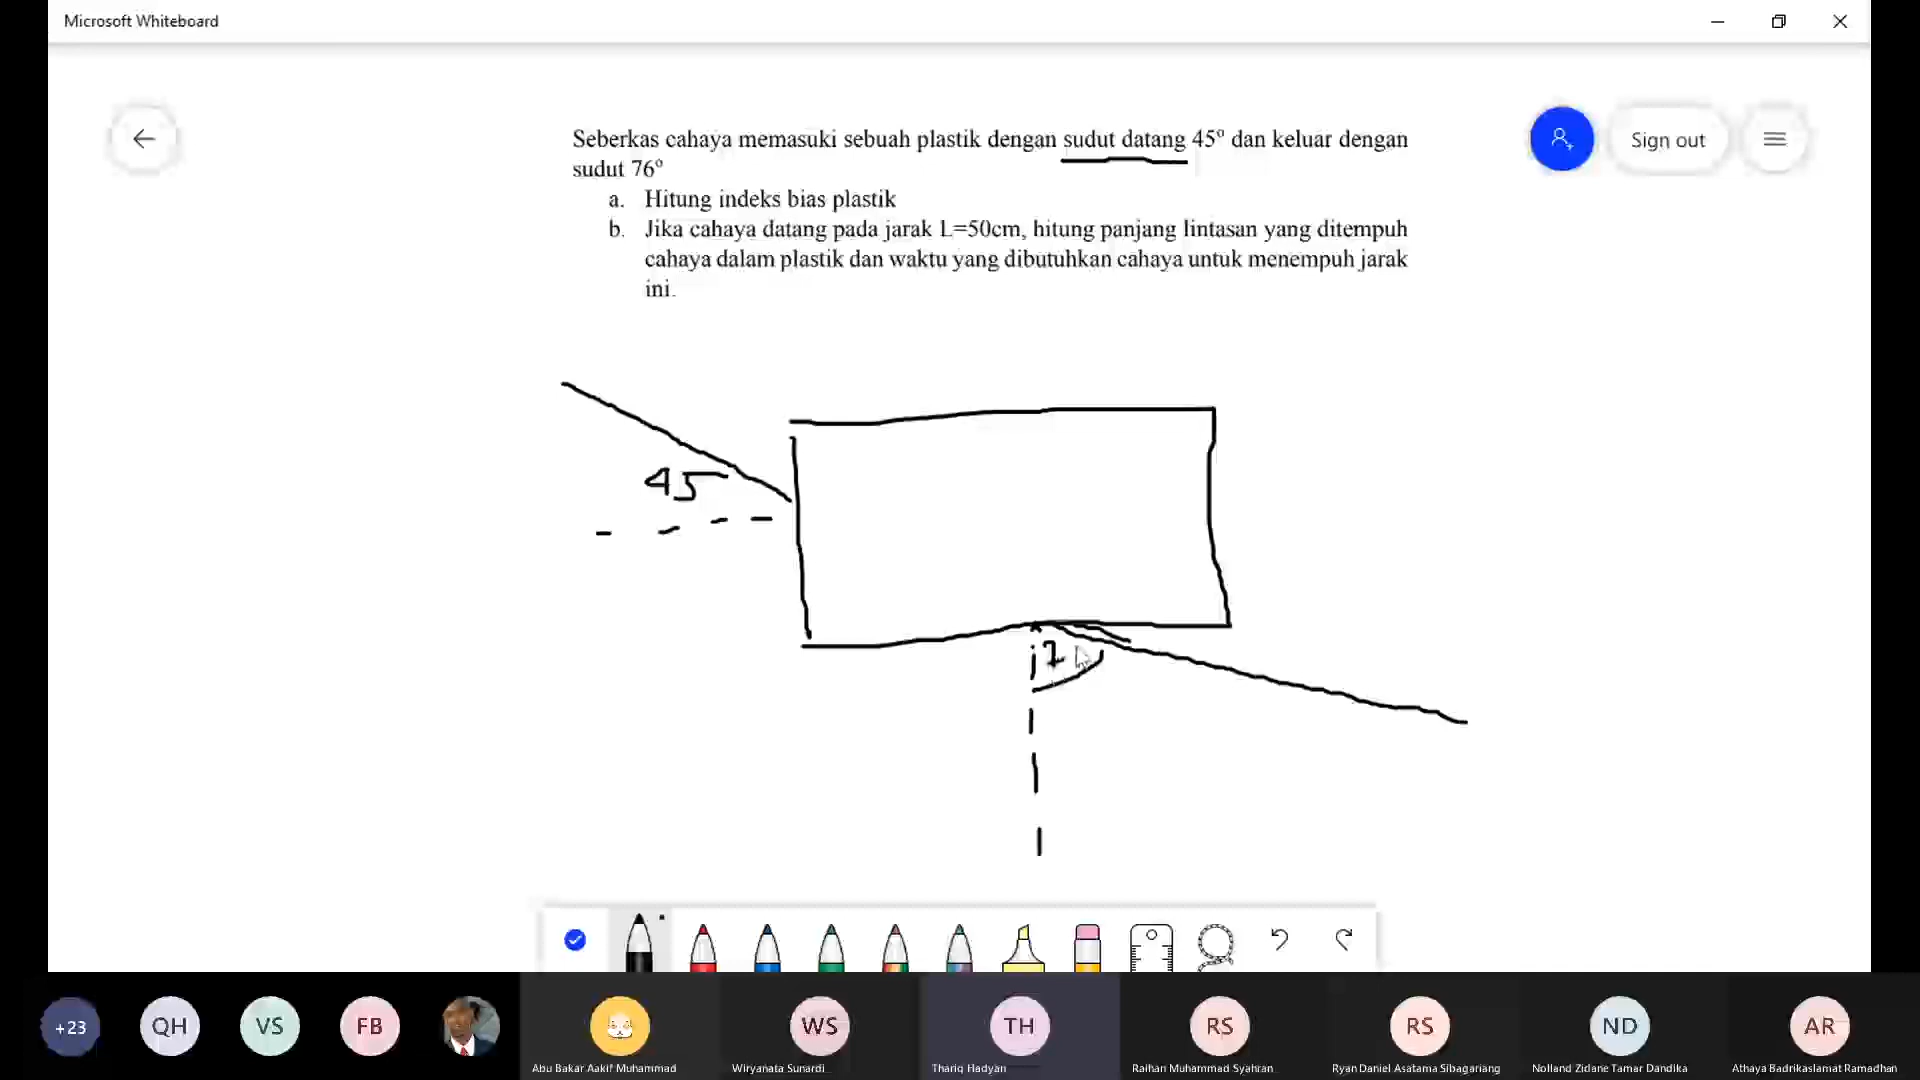 Microsoft Whiteboard
Sign out
Seberkas cahaya memasuki sebuah plastik dengan sudut datang 45° dan keluar dengan
sudut 76°
a. Hitung indeks bias plastik
b. Jika cahaya datang pada jarak L=50cm, hitung panjang lintasan yang ditempuh
cahaya dalam plastik dan waktu yang dibutuhkan cahaya untuk menempuh jarak
ini.
45
7
+23 QH VS FB WS TH RS RS ND AR
Abu Bakar Aakif Muhammad Wiryanata Sunardi... Thariq Hadyan Raihan Muhammad Syahran... Ryan Daniel Asatama Sibagariang Nolland Zidane Tamar Dandika Athaya Badrikaslamat Ramadhan